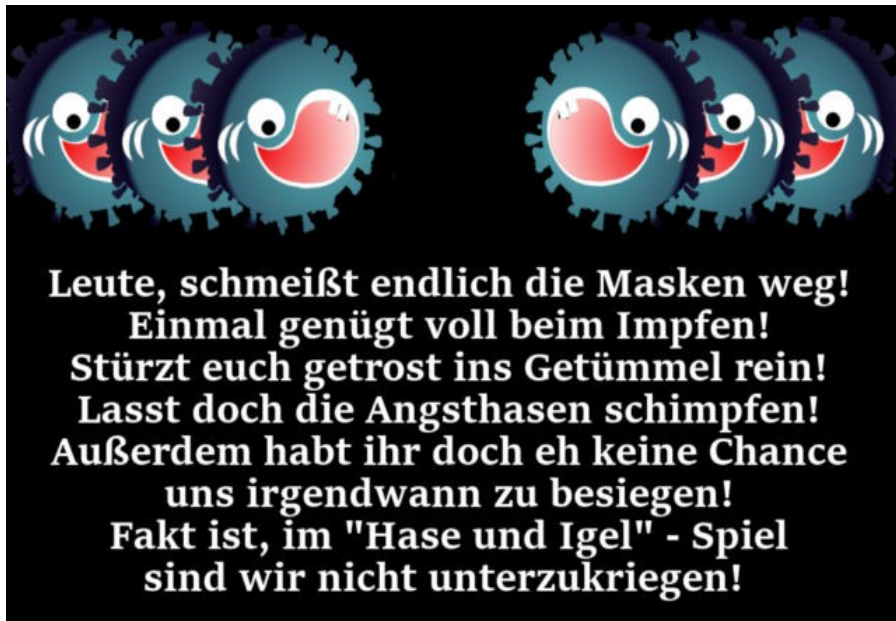 Leute, schmeißt endlich die Masken weg!
Einmal genügt voll beim Impfen!
Stürzt euch getrost ins Getümmel rein!
Lasst doch die Angsthasen schimpfen!
Außerdem habt ihr doch eh keine Chance
uns irgendwann zu besiegen!
Fakt ist, im "Hase und Igel" - Spiel
sind wir nicht unterzukriegen!